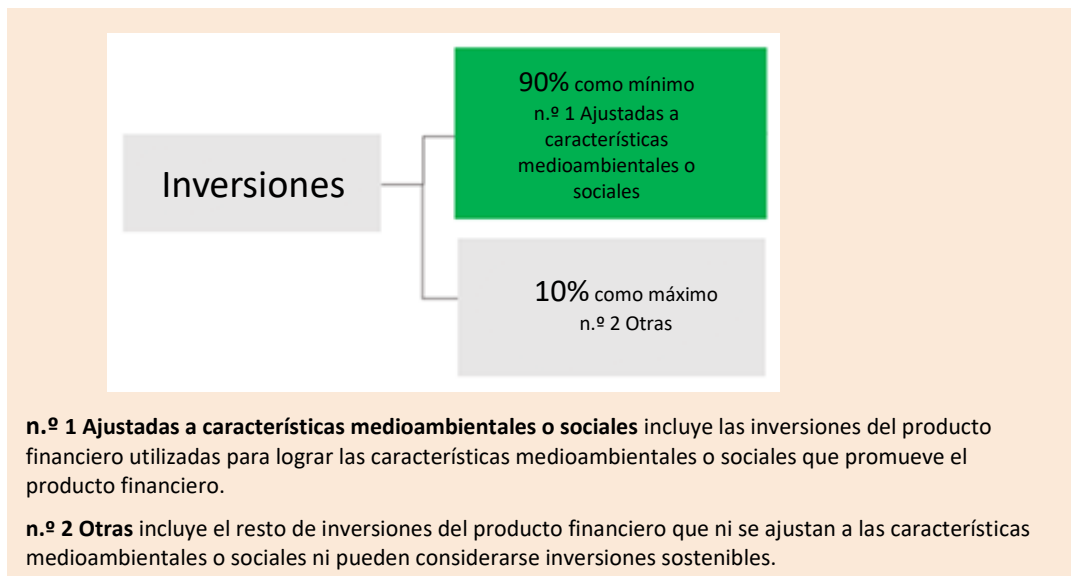 90% como mínimo
n.º 1 Ajustadas a
características
medioambientales o
sociales
Inversiones
10% como máximo
n.º 2 Otras
n.º 1 Ajustadas a características medioambientales o sociales incluye las inversiones del producto
financiero utilizadas para lograr las características medioambientales o sociales que promueve el
producto financiero.
n.º 2 Otras incluye el resto de inversiones del producto financiero que ni se ajustan a las características
medioambientales o sociales ni pueden considerarse inversiones sostenibles.